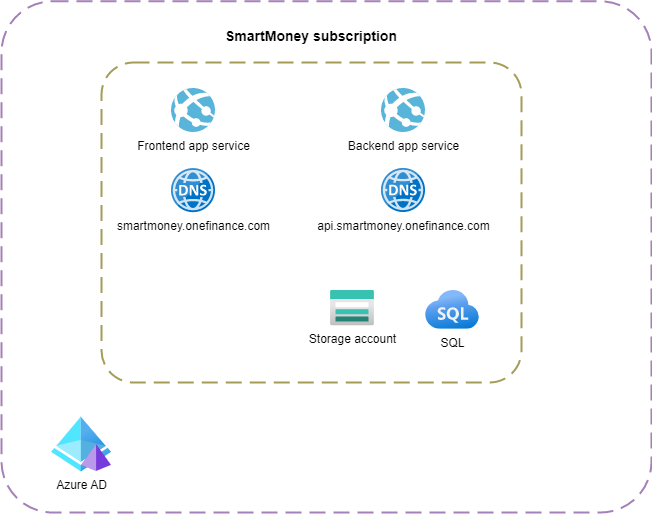 SmartMoney subscription
Frontend app service
Backend app service
DNS
DNS
smartmoney.onefinance.com
api.smartmoney.onefinance.com
SQL
Storage account
SQL
Azure AD